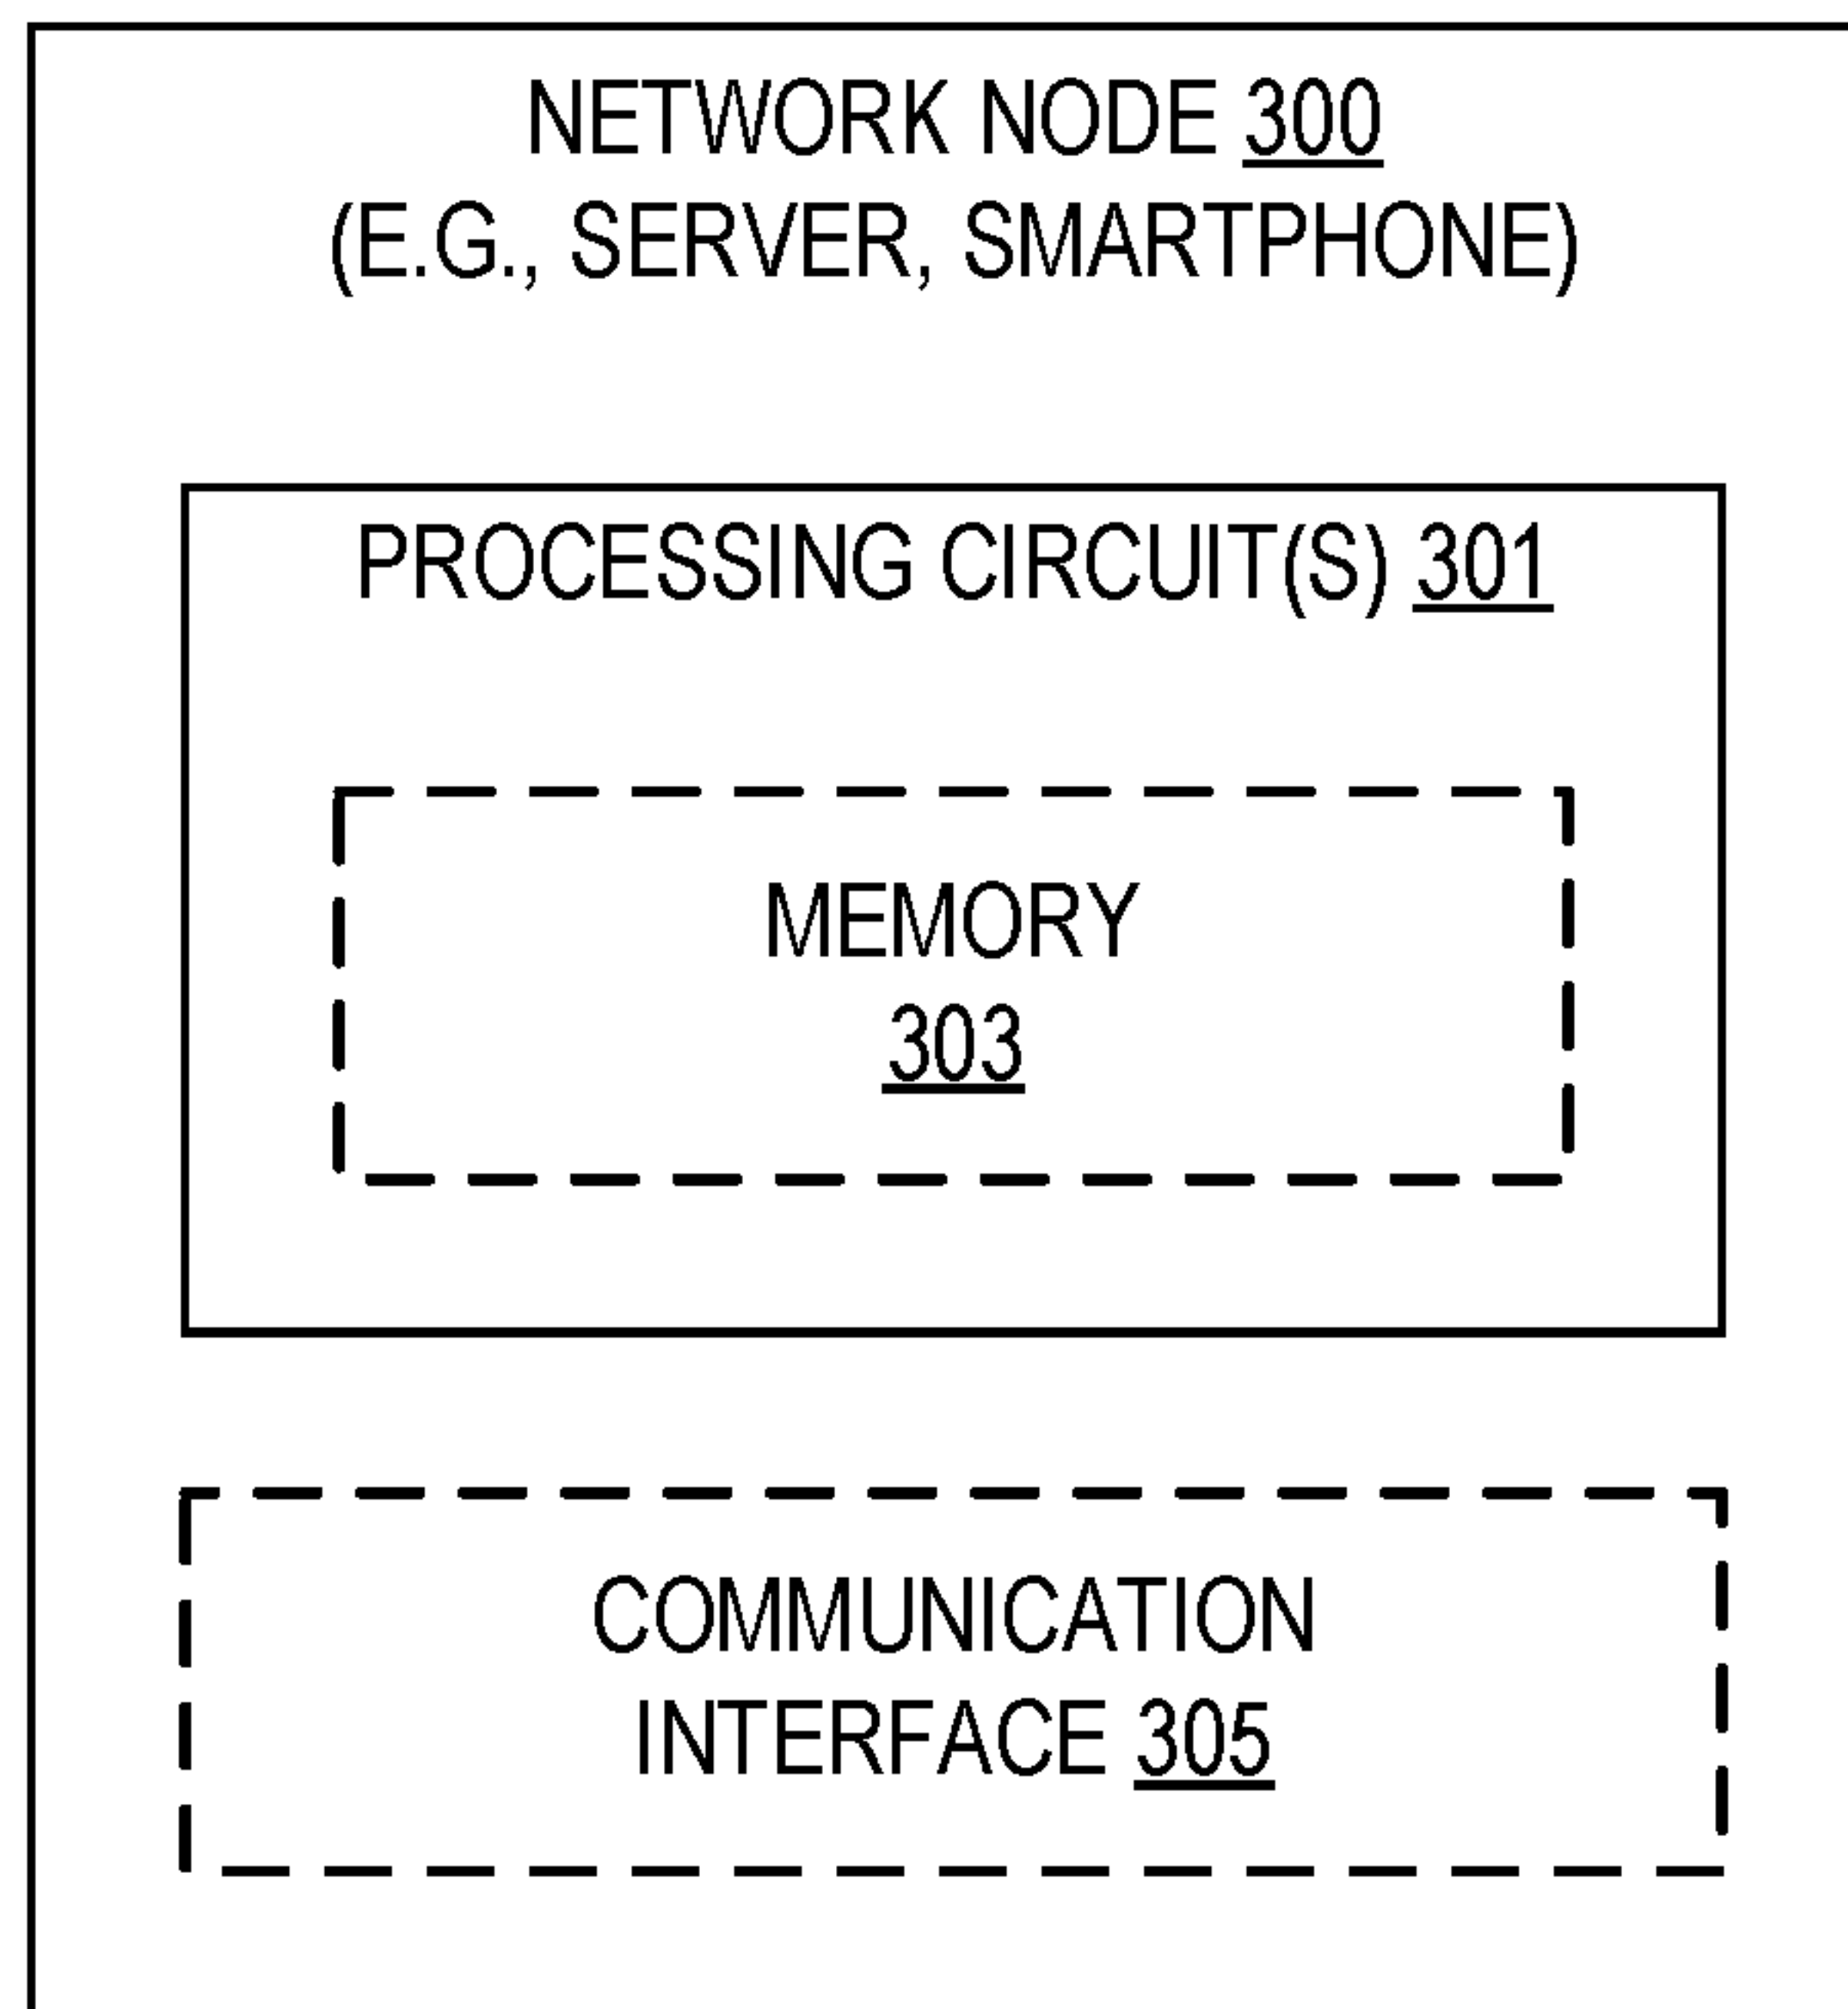 NETWORK NODE 300
(E.G., SERVER, SMARTPHONE)
PROCESSING CIRCUIT(S) 301
MEMORY
303
COMMUNICATION
INTERFACE 305